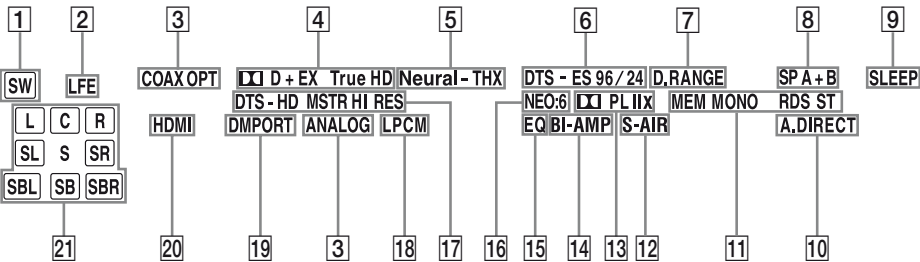 1 2 3 4 5 6 7 8 9
SW LFE COAX OPT D + EX True HD Neural - THX DTS - ES 96 / 24 D.RANGE SP A + B SLEEP
DTS - HD MSTR HI RES NEO:6 PL IIx MEM MONO RDS ST
L C R HDMI DMPORT ANALOG LPCM EQ BI-AMP S-AIR A.DIRECT
SL S SR
SBL SB SBR
21 20 19 3 18 17 16 15 14 13 12 11 10